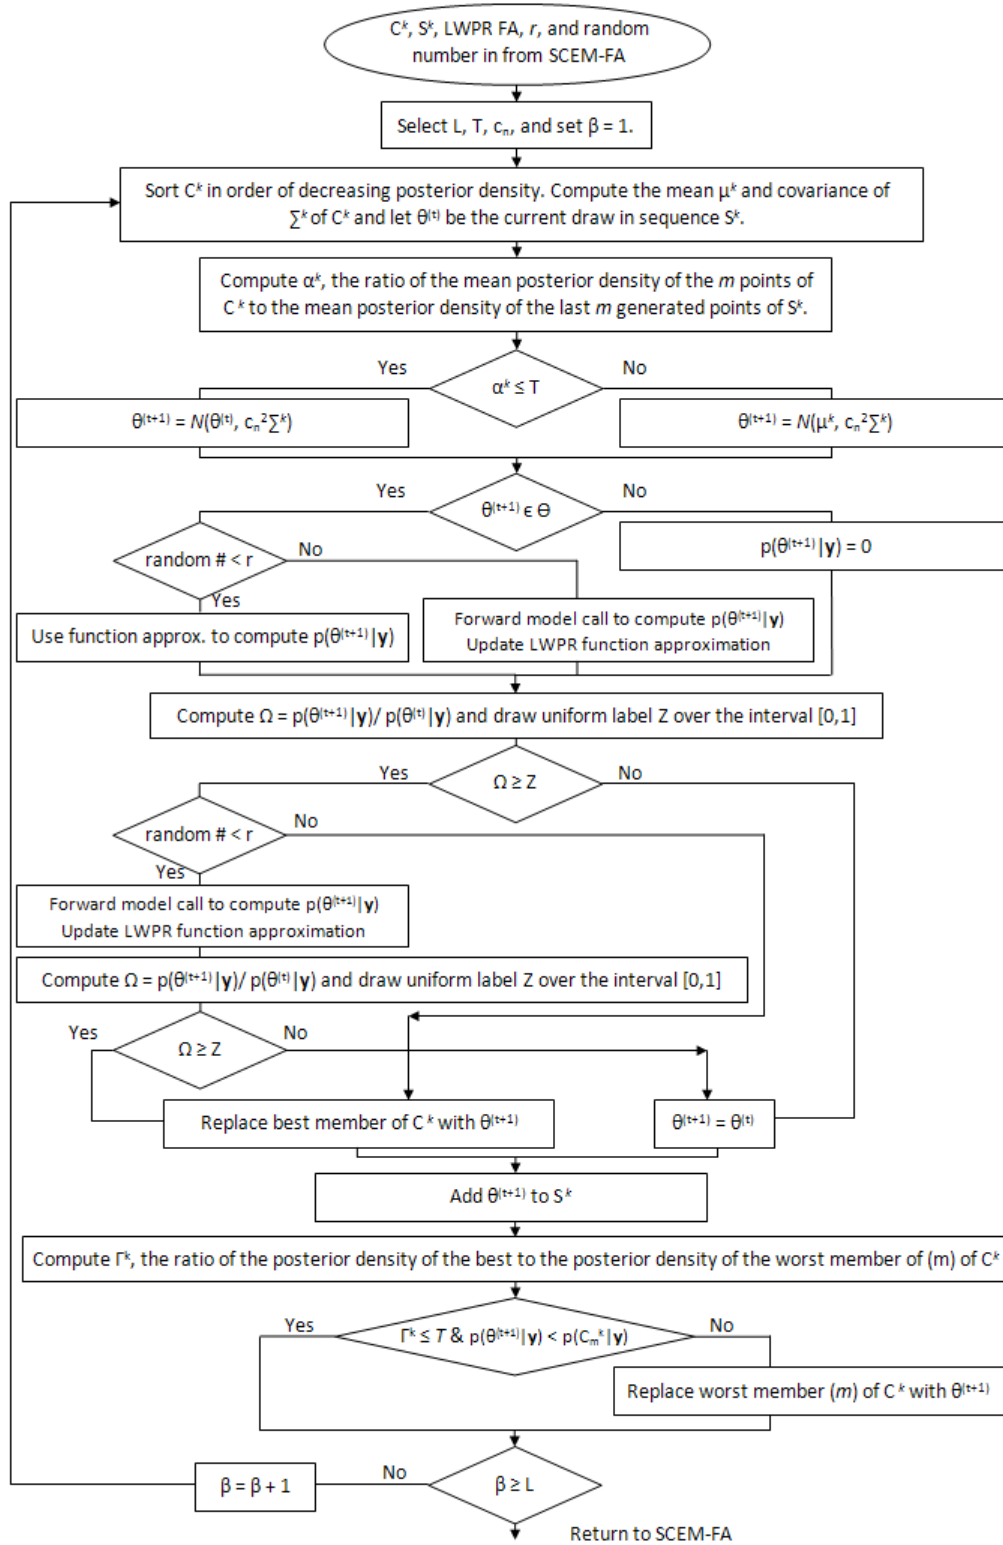 Cᵏ, Sᵏ, LWPR FA, r, and random
number in from SCEM-FA
Select L, T, cₙ, and set β = 1.
Sort Cᵏ in order of decreasing posterior density. Compute the mean μᵏ and covariance of
∑ᵏ of Cᵏ and let θ⁽ᵗ⁾ be the current draw in sequence Sᵏ.
Compute αᵏ, the ratio of the mean posterior density of the m points of
Cᵏ to the mean posterior density of the last m generated points of Sᵏ.
Yes
No
αᵏ ≤ T
θ⁽ᵗ⁺¹⁾ = N(θ⁽ᵗ⁾, cₙ²∑ᵏ)
θ⁽ᵗ⁺¹⁾ = N(μᵏ, cₙ²∑ᵏ)
Yes
No
θ⁽ᵗ⁺¹⁾ ϵ Θ
random # < r
No
p(θ⁽ᵗ⁺¹⁾|y) = 0
Yes
Use function approx. to compute p(θ⁽ᵗ⁺¹⁾|y)
Forward model call to compute p(θ⁽ᵗ⁺¹⁾|y)
Update LWPR function approximation
Compute Ω = p(θ⁽ᵗ⁺¹⁾|y)/ p(θ⁽ᵗ⁾|y) and draw uniform label Z over the interval [0,1]
Yes
No
Ω ≥ Z
random # < r
No
Yes
Forward model call to compute p(θ⁽ᵗ⁺¹⁾|y)
Update LWPR function approximation
Compute Ω = p(θ⁽ᵗ⁺¹⁾|y)/ p(θ⁽ᵗ⁾|y) and draw uniform label Z over the interval [0,1]
Yes
No
Ω ≥ Z
Replace best member of Cᵏ with θ⁽ᵗ⁺¹⁾
θ⁽ᵗ⁺¹⁾ = θ⁽ᵗ⁾
Add θ⁽ᵗ⁺¹⁾ to Sᵏ
Compute Γᵏ, the ratio of the posterior density of the best to the posterior density of the worst member of (m) of Cᵏ
Yes
No
Γᵏ ≤ T & p(θ⁽ᵗ⁺¹⁾|y) < p(Cₘᵏ|y)
Replace worst member (m) of Cᵏ with θ⁽ᵗ⁺¹⁾
β = β + 1
No
β ≥ L
Return to SCEM-FA